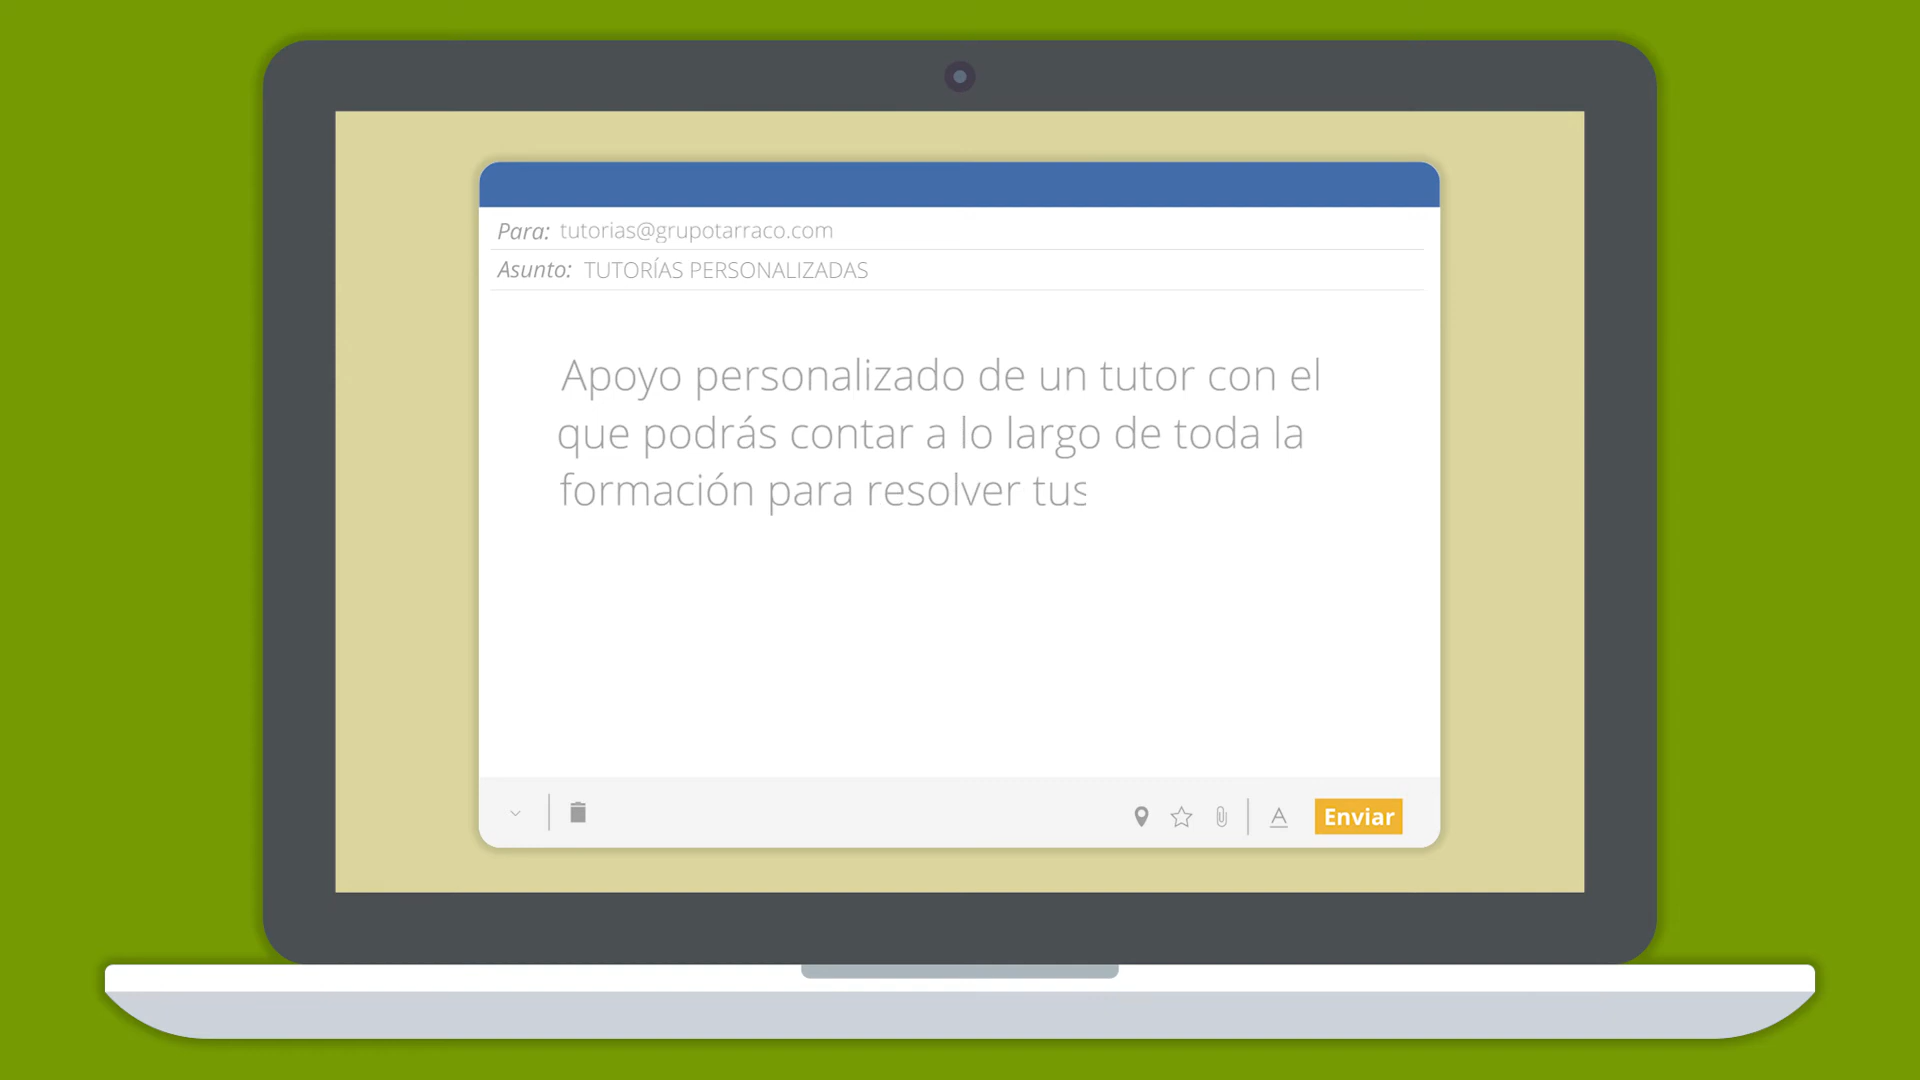 Para: tutorias@grupotarraco.com
Asunto: TUTORÍAS PERSONALIZADAS
Apoyo personalizado de un tutor con el
que podrás contar a lo largo de toda la
formación para resolver tus
A
Enviar